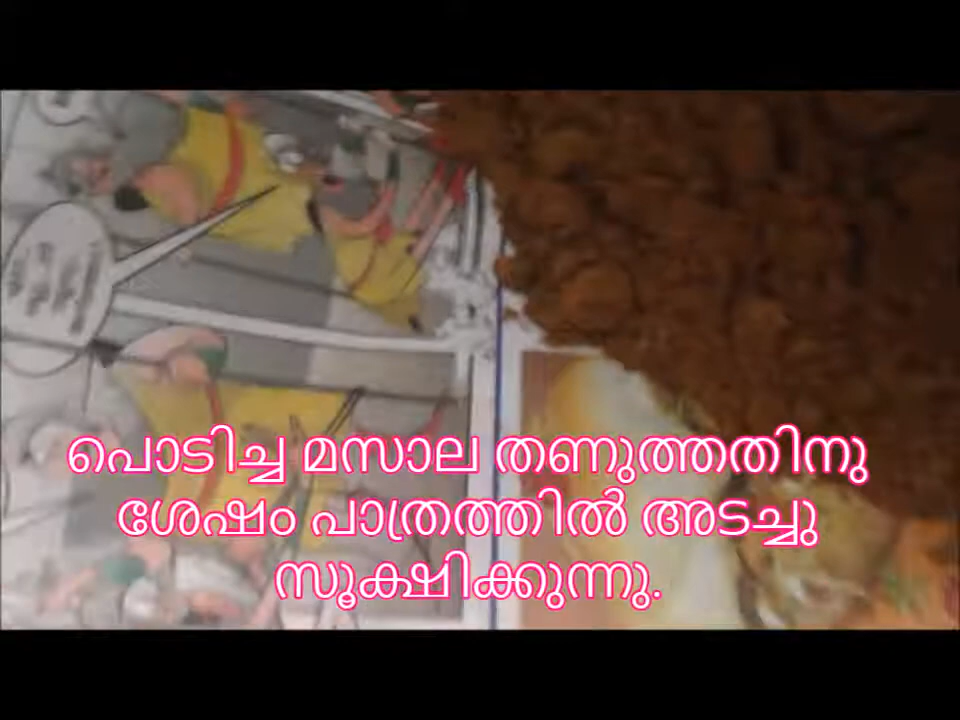 പൊടിച്ച മസാല തണുത്തതിനു
ശേഷം പാത്രത്തിൽ അടച്ചു
സൂക്ഷിക്കുന്നു.